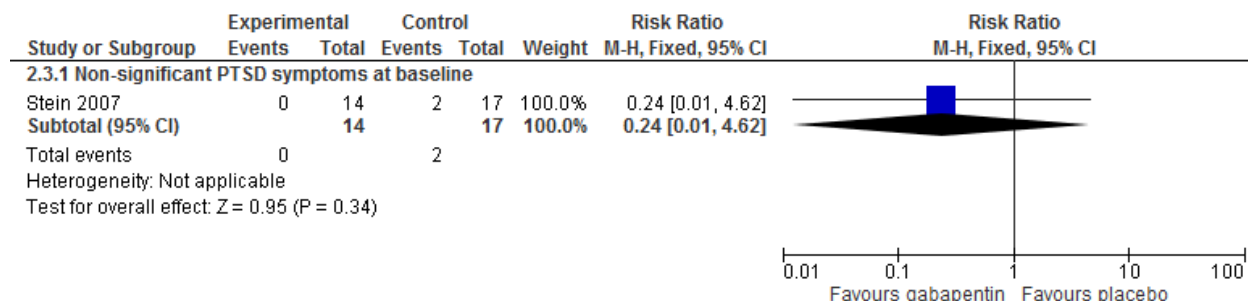 Experimental Control Risk Ratio Risk Ratio
Study or Subgroup Events Total Events Total Weight M-H, Fixed, 95% CI M-H, Fixed, 95% CI
2.3.1 Non-significant PTSD symptoms at baseline
Stein 2007 0 14 2 17 100.0% 0.24 [0.01, 4.62]
Subtotal (95% CI) 14 17 100.0% 0.24 [0.01, 4.62]
Total events 0 2
Heterogeneity: Not applicable
Test for overall effect: Z = 0.95 (P = 0.34)
0.01 0.1 1 10 100
Favours gabapentin Favours placebo